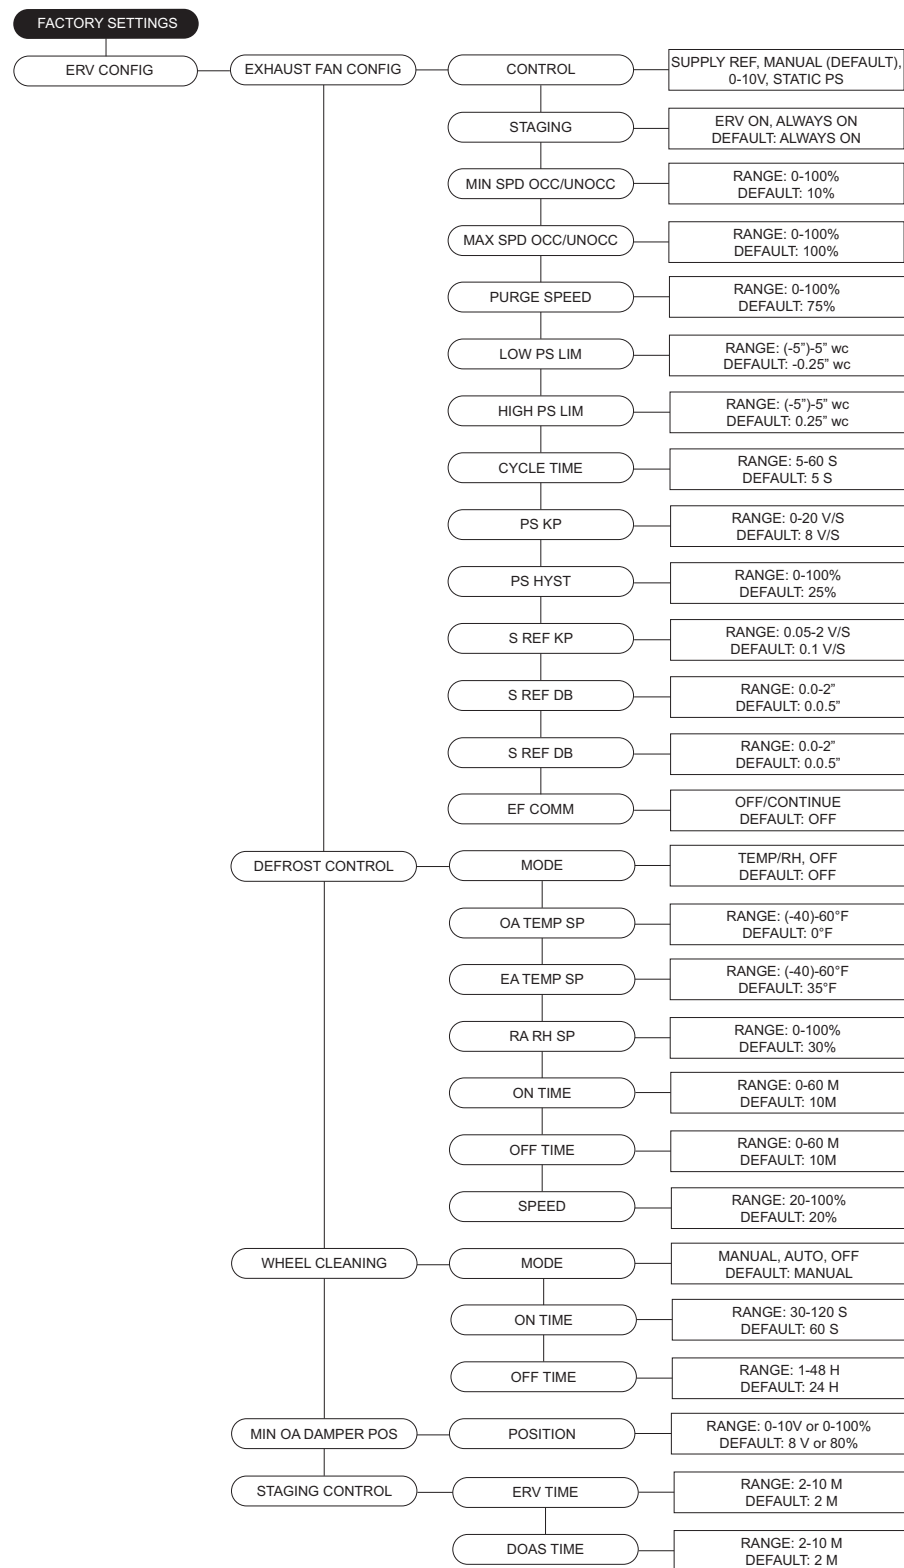 FACTORY SETTINGS
ERV CONFIG
EXHAUST FAN CONFIG
CONTROL
SUPPLY REF, MANUAL (DEFAULT),
0-10V, STATIC PS
STAGING
ERV ON, ALWAYS ON
DEFAULT: ALWAYS ON
MIN SPD OCC/UNOCC
RANGE: 0-100%
DEFAULT: 10%
MAX SPD OCC/UNOCC
RANGE: 0-100%
DEFAULT: 100%
PURGE SPEED
RANGE: 0-100%
DEFAULT: 75%
LOW PS LIM
RANGE: (-5”)-5” wc
DEFAULT: -0.25” wc
HIGH PS LIM
RANGE: (-5”)-5” wc
DEFAULT: 0.25” wc
CYCLE TIME
RANGE: 5-60 S
DEFAULT: 5 S
PS KP
RANGE: 0-20 V/S
DEFAULT: 8 V/S
PS HYST
RANGE: 0-100%
DEFAULT: 25%
S REF KP
RANGE: 0.05-2 V/S
DEFAULT: 0.1 V/S
S REF DB
RANGE: 0.0-2”
DEFAULT: 0.0.5”
S REF DB
RANGE: 0.0-2”
DEFAULT: 0.0.5”
EF COMM
OFF/CONTINUE
DEFAULT: OFF
DEFROST CONTROL
MODE
TEMP/RH, OFF
DEFAULT: OFF
OA TEMP SP
RANGE: (-40)-60°F
DEFAULT: 0°F
EA TEMP SP
RANGE: (-40)-60°F
DEFAULT: 35°F
RA RH SP
RANGE: 0-100%
DEFAULT: 30%
ON TIME
RANGE: 0-60 M
DEFAULT: 10M
OFF TIME
RANGE: 0-60 M
DEFAULT: 10M
SPEED
RANGE: 20-100%
DEFAULT: 20%
WHEEL CLEANING
MODE
MANUAL, AUTO, OFF
DEFAULT: MANUAL
ON TIME
RANGE: 30-120 S
DEFAULT: 60 S
OFF TIME
RANGE: 1-48 H
DEFAULT: 24 H
MIN OA DAMPER POS
POSITION
RANGE: 0-10V or 0-100%
DEFAULT: 8 V or 80%
STAGING CONTROL
ERV TIME
RANGE: 2-10 M
DEFAULT: 2 M
DOAS TIME
RANGE: 2-10 M
DEFAULT: 2 M